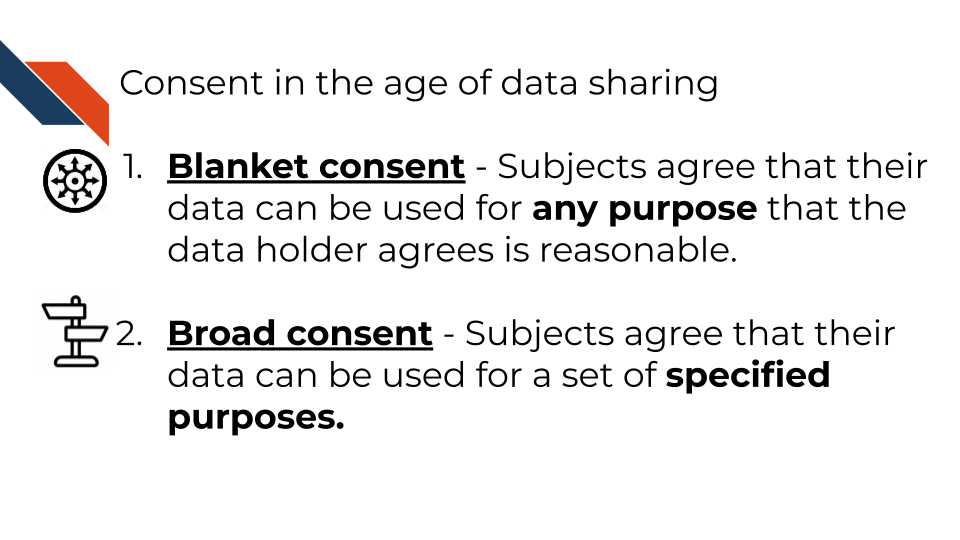 Consent in the age of data sharing
1. Blanket consent - Subjects agree that their
data can be used for any purpose that the
data holder agrees is reasonable.
2. Broad consent - Subjects agree that their
data can be used for a set of specified
purposes.